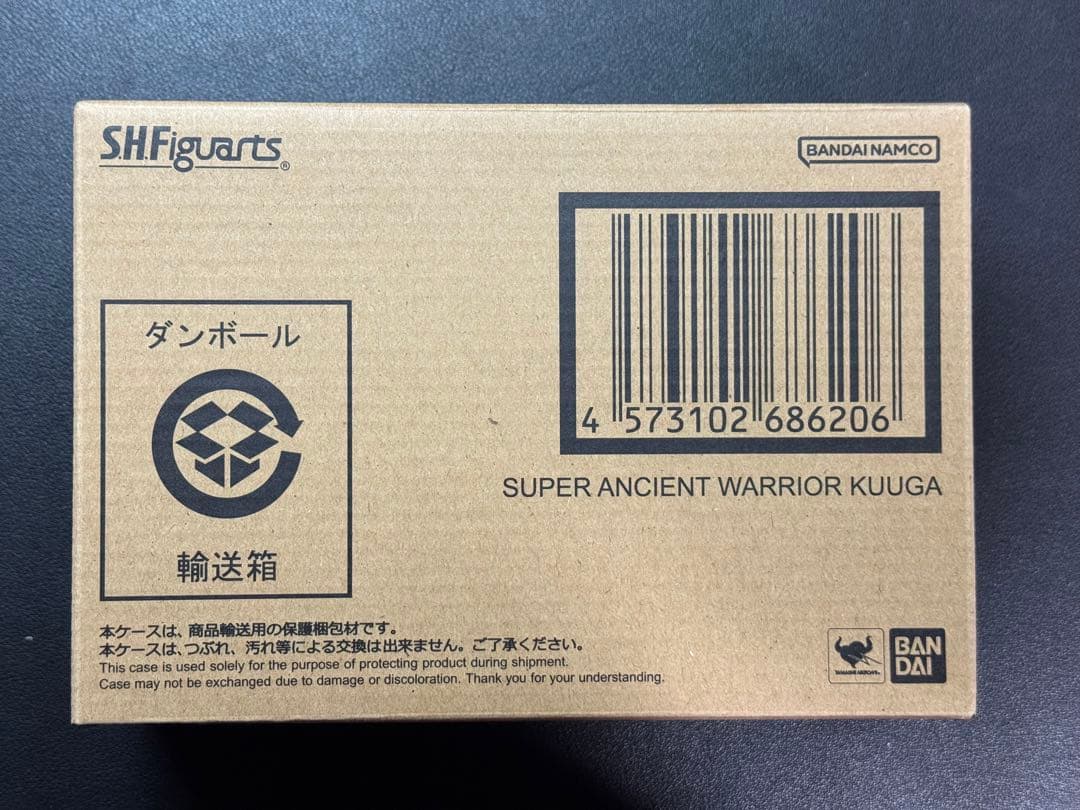 S.H.Figuarts®
BANDAI NAMCO
4 573102 686206
SUPER ANCIENT WARRIOR KUUGA
ダンボール
輸送箱
本ケースは、商品輸送用の保護梱包材です。
本ケースは、つぶれ、汚れ等による交換は出来ません。ご了承ください。
This case is used solely for the purpose of protecting product during shipment.
Case may not be exchanged due to damage or discoloration. Thank you for your understanding.
TAMASHII NATIONS
BAN
DAI